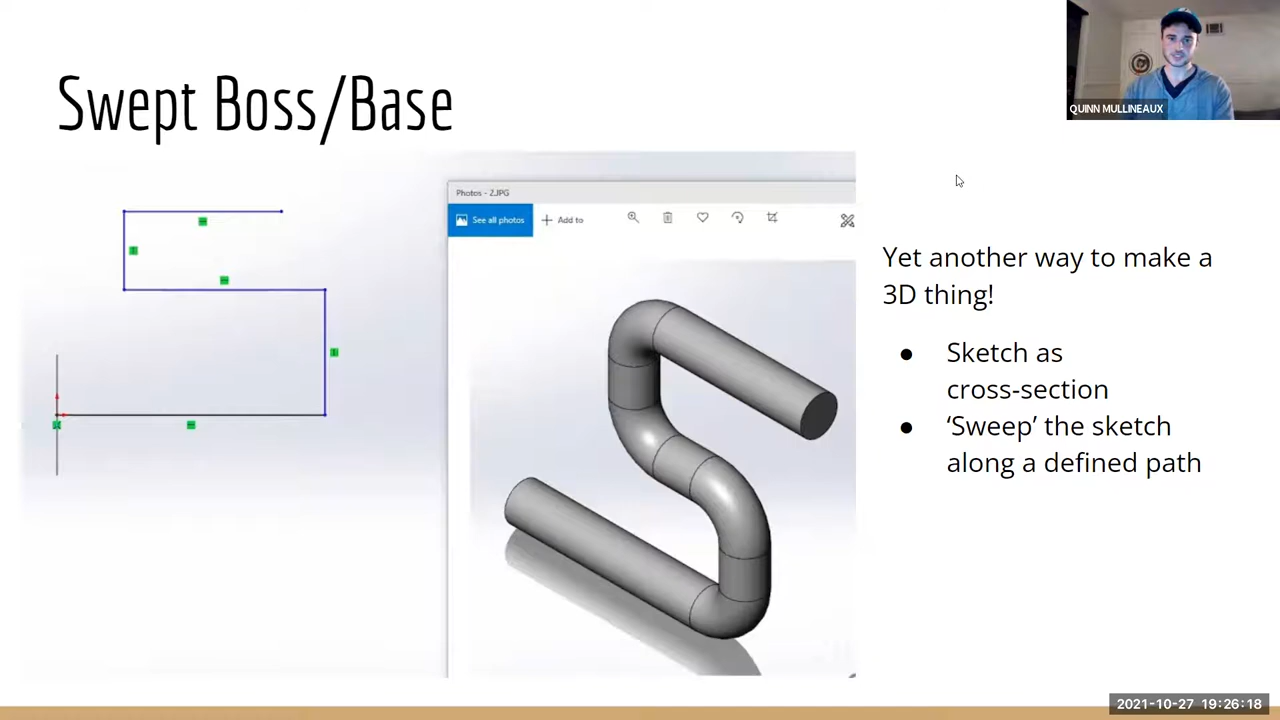 Swept Boss/Base
QUINN MULLINEAUX
Photos - Z.JPG
See all photos
Add to
Yet another way to make a
3D thing!
● Sketch as
cross-section
● ‘Sweep’ the sketch
along a defined path
2021-10-27 19:26:18